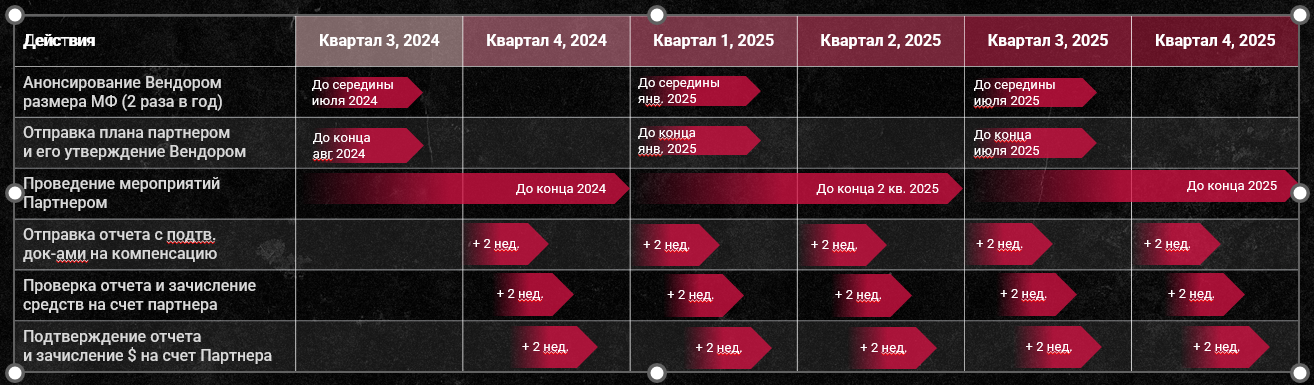 Действия
Квартал 3, 2024
Квартал 4, 2024
Квартал 1, 2025
Квартал 2, 2025
Квартал 3, 2025
Квартал 4, 2025
Анонсирование Вендором
размера МФ (2 раза в год)
До середины
июля 2024
До середины
янв. 2025
До середины
июля 2025
Отправка плана партнером
и его утверждение Вендором
До конца
авг 2024
До конца
янв. 2025
До конца
июля 2025
Проведение мероприятий
Партнером
До конца 2024
До конца 2 кв. 2025
До конца 2025
Отправка отчета с подтв.
док-ами на компенсацию
+ 2 нед.
+ 2 нед.
+ 2 нед.
+ 2 нед.
+ 2 нед.
Проверка отчета и зачисление
средств на счет партнера
+ 2 нед.
+ 2 нед.
+ 2 нед.
+ 2 нед.
+ 2 нед.
Подтверждение отчета
и зачисление $ на счет Партнера
+ 2 нед.
+ 2 нед.
+ 2 нед.
+ 2 нед.
+ 2 нед.